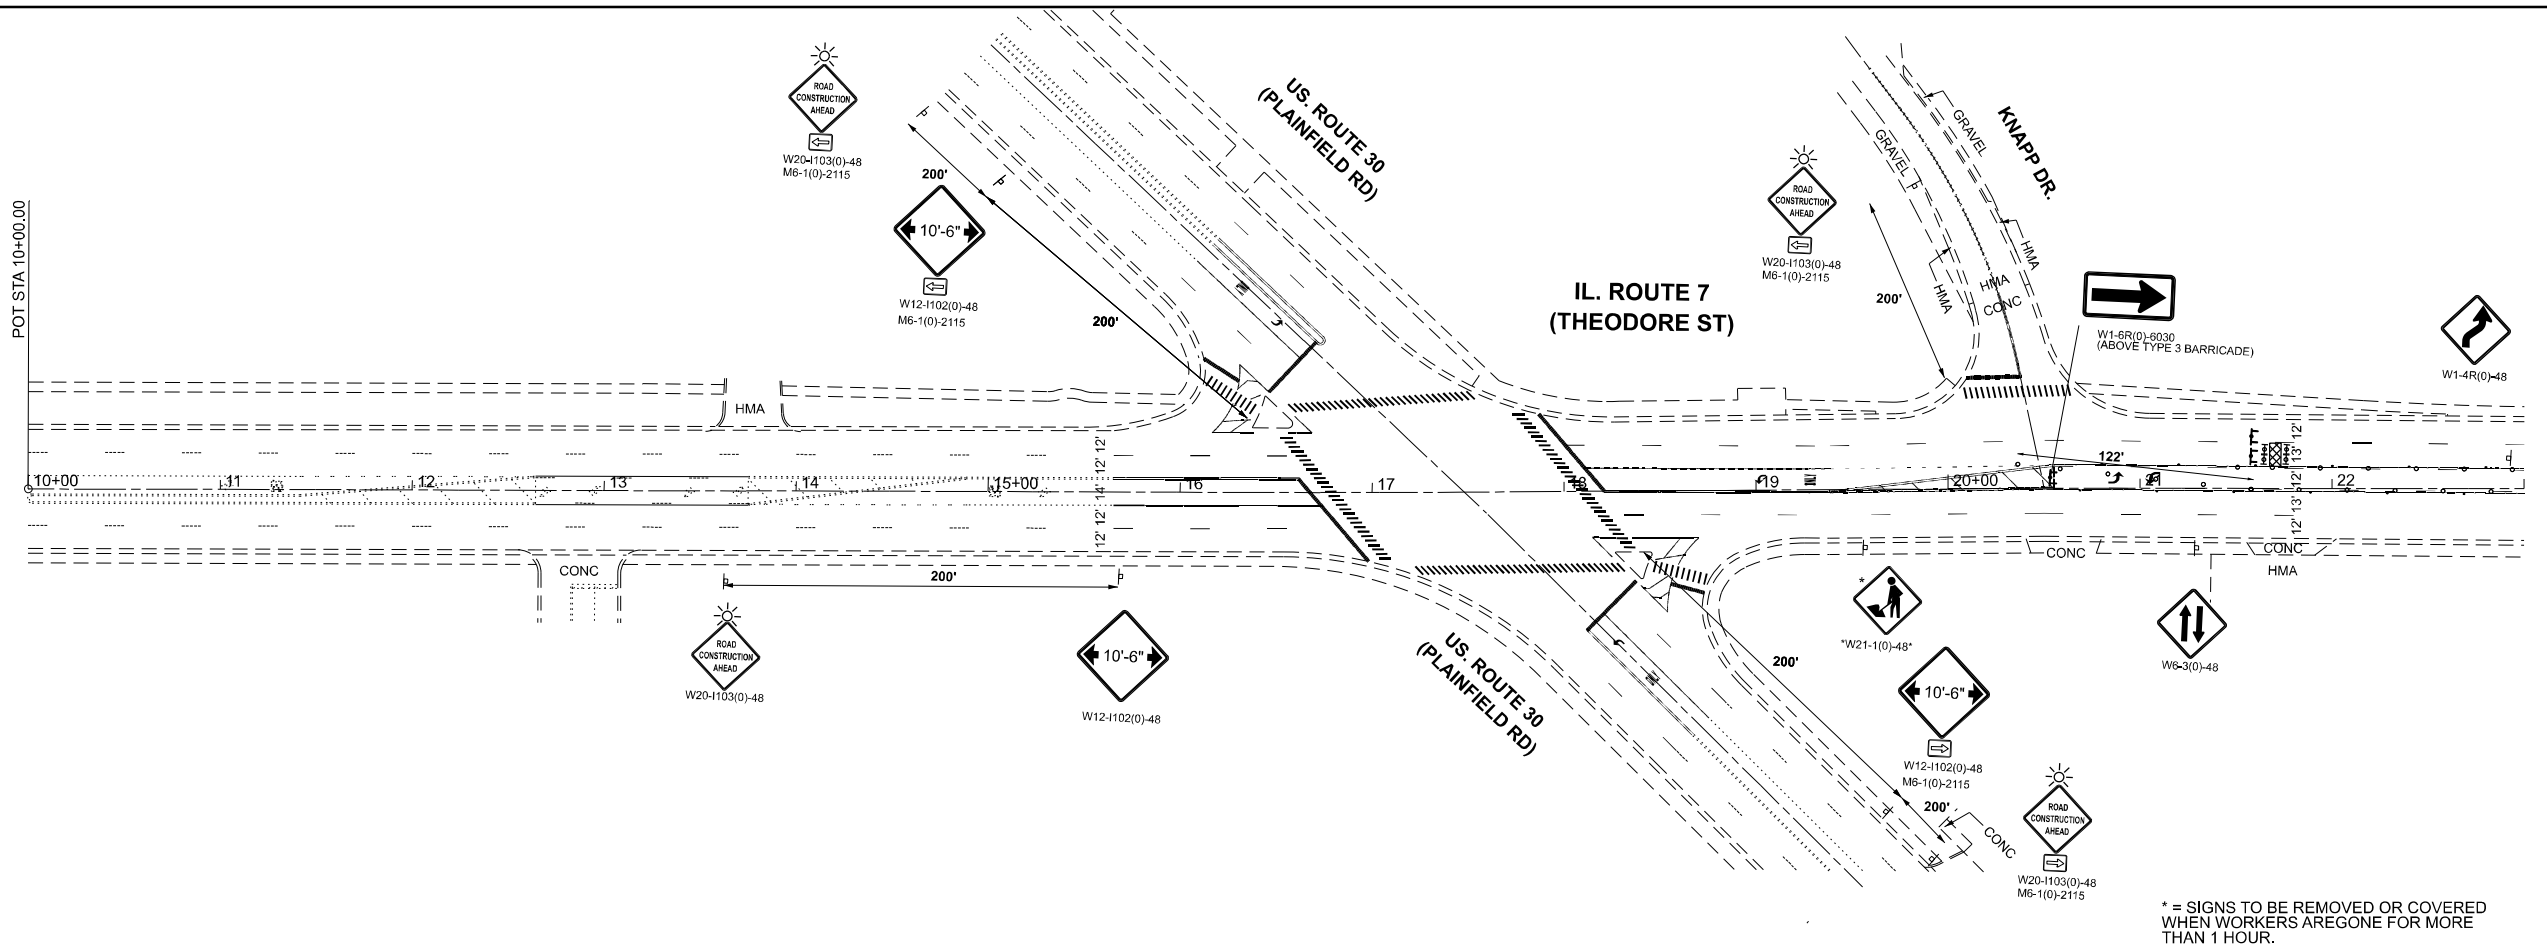 ROAD
CONSTRUCTION
AHEAD
W20-I103(0)-48
M6-1(0)-2115
200'
10'-6"
W12-I102(0)-48
M6-1(0)-2115
200'
US. ROUTE 30
(PLAINFIELD RD)
IL. ROUTE 7
(THEODORE ST)
ROAD
CONSTRUCTION
AHEAD
W20-I103(0)-48
M6-1(0)-2115
200'
GRAVEL
GRAVEL
KNAPP DR.
HMA
HMA
HMA
CONC
W1-6R(0)-6030
(ABOVE TYPE 3 BARRICADE)
W1-4R(0)-48
POT STA 10+00.00
HMA
10+00
11
12
13
14
15+00
16
17
18
19
20+00
21
22
12' 12' 14' 12' 12'
122'
12' 13' 12' 13' 12'
CONC
200'
ROAD
CONSTRUCTION
AHEAD
W20-I103(0)-48
10'-6"
W12-I102(0)-48
US. ROUTE 30
(PLAINFIELD RD)
CONC
CONC
HMA
*
*W21-1(0)-48*
W6-3(0)-48
200'
10'-6"
W12-I102(0)-48
M6-1(0)-2115
200'
CONC
ROAD
CONSTRUCTION
AHEAD
W20-I103(0)-48
M6-1(0)-2115
* = SIGNS TO BE REMOVED OR COVERED
WHEN WORKERS AREGONE FOR MORE
THAN 1 HOUR.